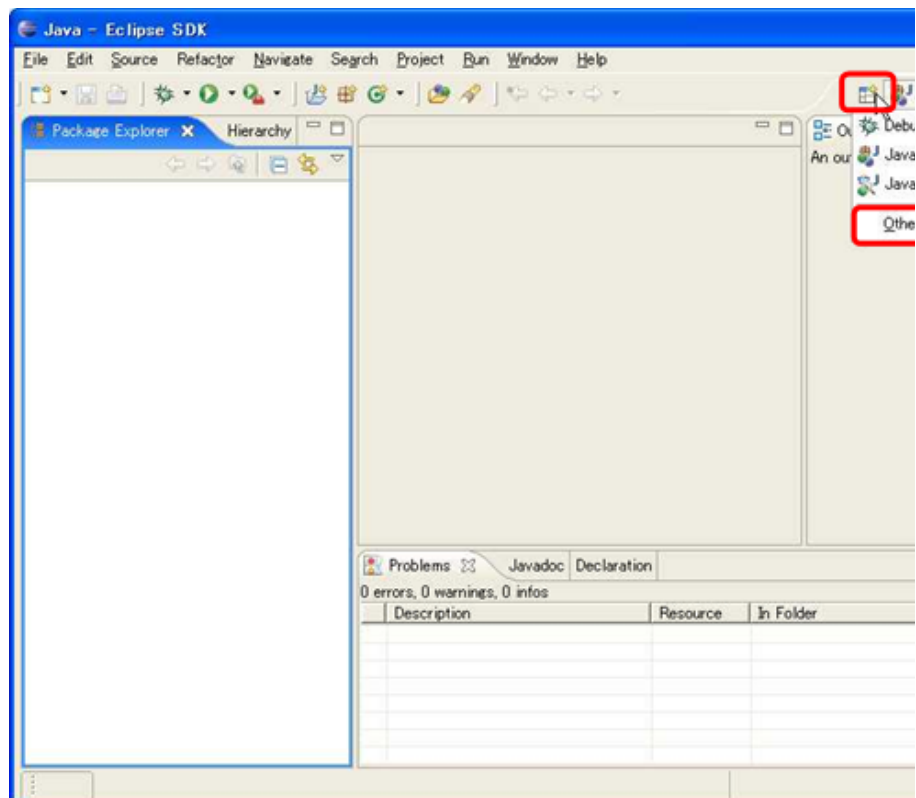 Java - Eclipse SDK
File Edit Source Refactor Navigate Search Project Run Window Help
Package Explorer Hierarchy
Ou
Debu
An ou
Java
Java
Othe
Problems Javadoc Declaration
0 errors, 0 warnings, 0 infos
Description Resource In Folder